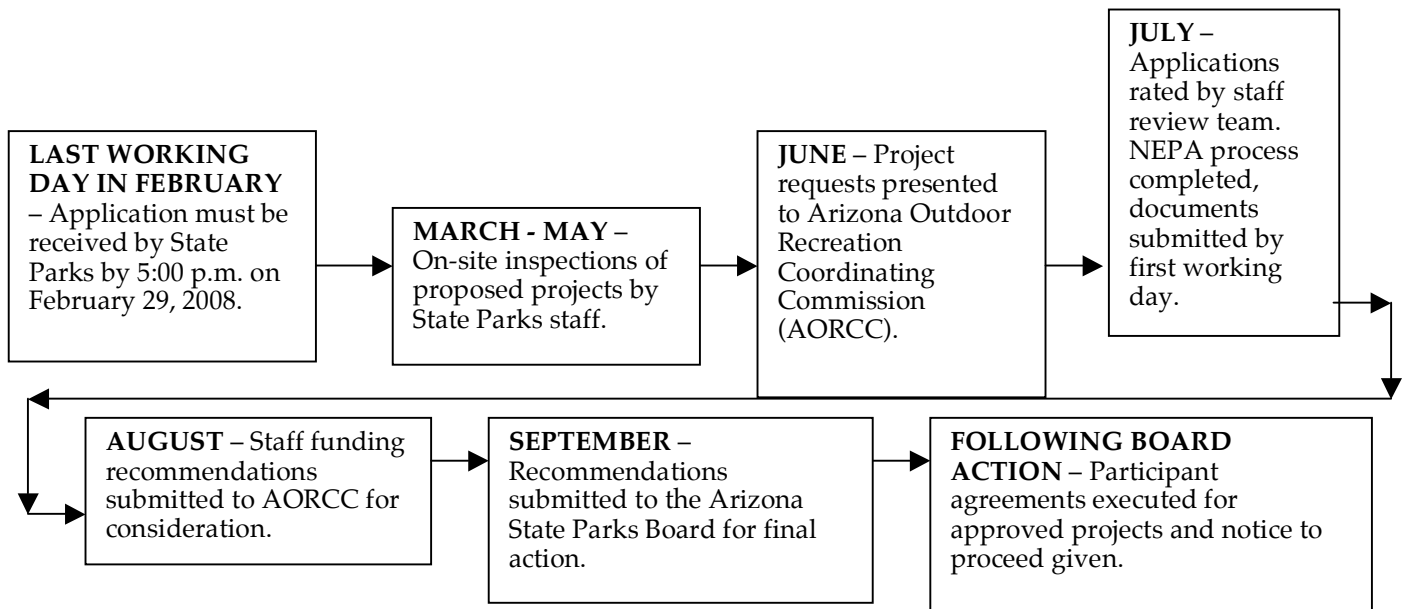 LAST WORKING
DAY IN FEBRUARY
– Application must be
received by State
Parks by 5:00 p.m. on
February 29, 2008.
MARCH - MAY –
On-site inspections of
proposed projects by
State Parks staff.
JUNE – Project
requests presented
to Arizona Outdoor
Recreation
Coordinating
Commission
(AORCC).
JULY –
Applications
rated by staff
review team.
NEPA process
completed,
documents
submitted by
first working
day.
AUGUST – Staff funding
recommendations
submitted to AORCC for
consideration.
SEPTEMBER –
Recommendations
submitted to the Arizona
State Parks Board for final
action.
FOLLOWING BOARD
ACTION – Participant
agreements executed for
approved projects and notice to
proceed given.